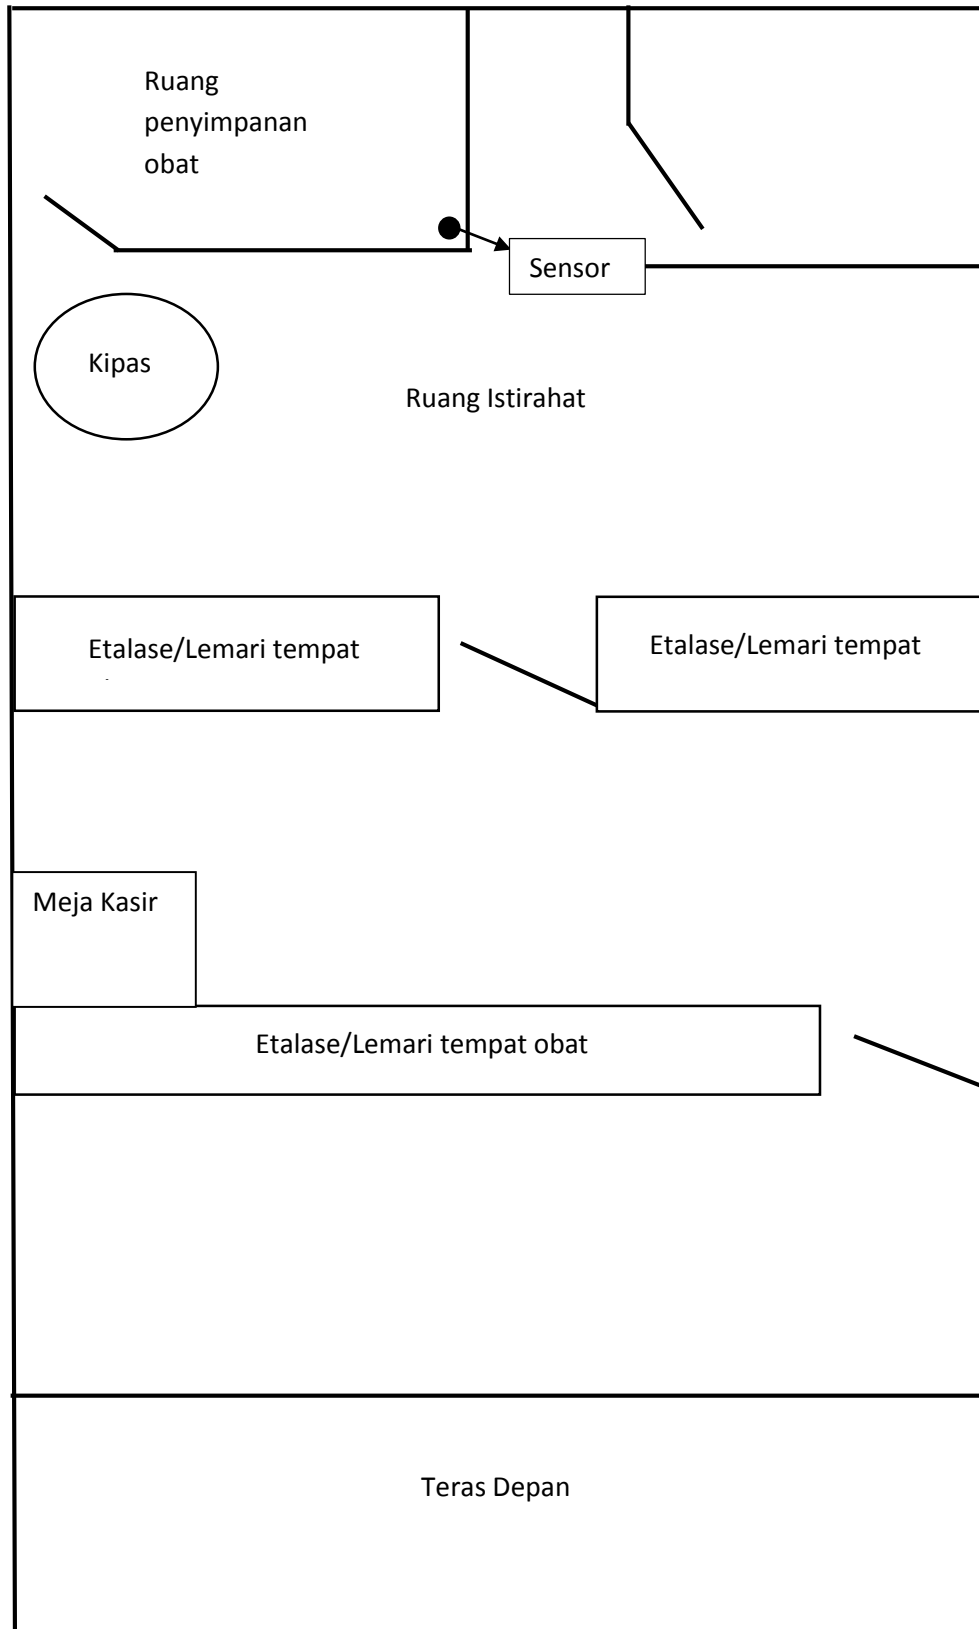 Ruang
penyimpanan
obat
Sensor
Kipas
Ruang Istirahat
Etalase/Lemari tempat
Etalase/Lemari tempat
Meja Kasir
Etalase/Lemari tempat obat
Teras Depan